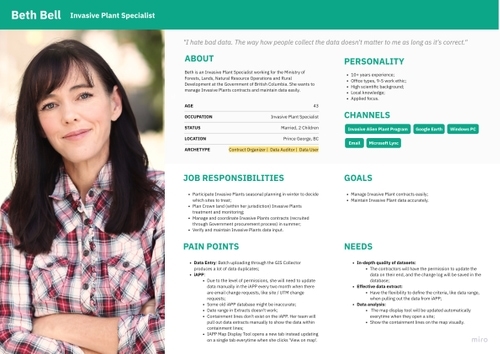 Beth Bell Invasive Plant Specialist
"I hate bad data. The way how people collect the data doesn't matter to me as long as it's correct."
ABOUT
Beth is an Invasive Plant Specialist working for the Ministry of
Forests, Lands, Natural Resource Operations and Rural
Development at the Government of British Columbia. She wants to
manage Invasive Plants contracts and maintain data easily.
AGE 43
OCCUPATION Invasive Plant Specialist
STATUS Married, 2 Children
LOCATION Prince George, BC
ARCHETYPE Contract Organizer | Data Auditor | Data User
PERSONALITY
10+ years experience;
Office types, 9-5 work ethic;
High scientific background;
Local knowledge;
Applied focus.
CHANNELS
Invasive Alien Plant Program Google Earth Windows PC
Email Microsoft Lync
JOB RESPONSIBILITIES
Participate Invasive Plants seasonal planning in winter to decide
which sites to treat;
Plan Crown land (either her jurisdiction) Invasive Plants
treatment and monitoring;
Manage and coordinate Invasive Plants contracts (recruited
through Government procurement process) in summer;
Verify and maintain Invasive Plants data input.
GOALS
Manage Invasive Plant contracts easily;
Maintain Invasive Plant data accurately.
PAIN POINTS
Data Entry: Batch uploading through the GIS Collector
produces a lot of data duplicates;
IAPP:
Due to the level of permissions, she will need to update
data manually in the IAPP every two month when there
are email change requests, like site / UTM change
requests;
Some old IAPP database might be inaccurate;
Data range in Extracts doesn't work;
Containment lines don't exist on the IAPP. Her team will
pull out data extracts manually to show the data within
containment lines;
IAPP Map Display Tool opens a new tab instead updating
on a single tab everytime when she clicks 'View on map'.
NEEDS
In-depth quality of datasets:
The contractors will have the permission to update the
data on their end, and the change log will be saved in the
database;
Effective data extract:
Have the flexibility to define the criteria, like date range,
when pulling out the data from IAPP;
Data analysis:
The map display tool will be updated automatically
everytime when they open a site;
Show the containment lines on the map visually.
miro